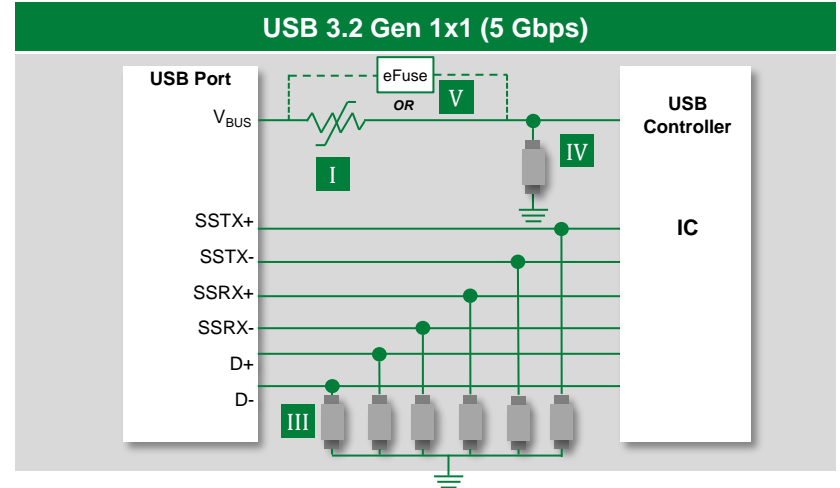 USB 3.2 Gen 1x1 (5 Gbps)
USB Port
eFuse
OR
V
VBUS
USB
Controller
I
IV
SSTX+
IC
SSTX-
SSRX+
SSRX-
D+
D-
III